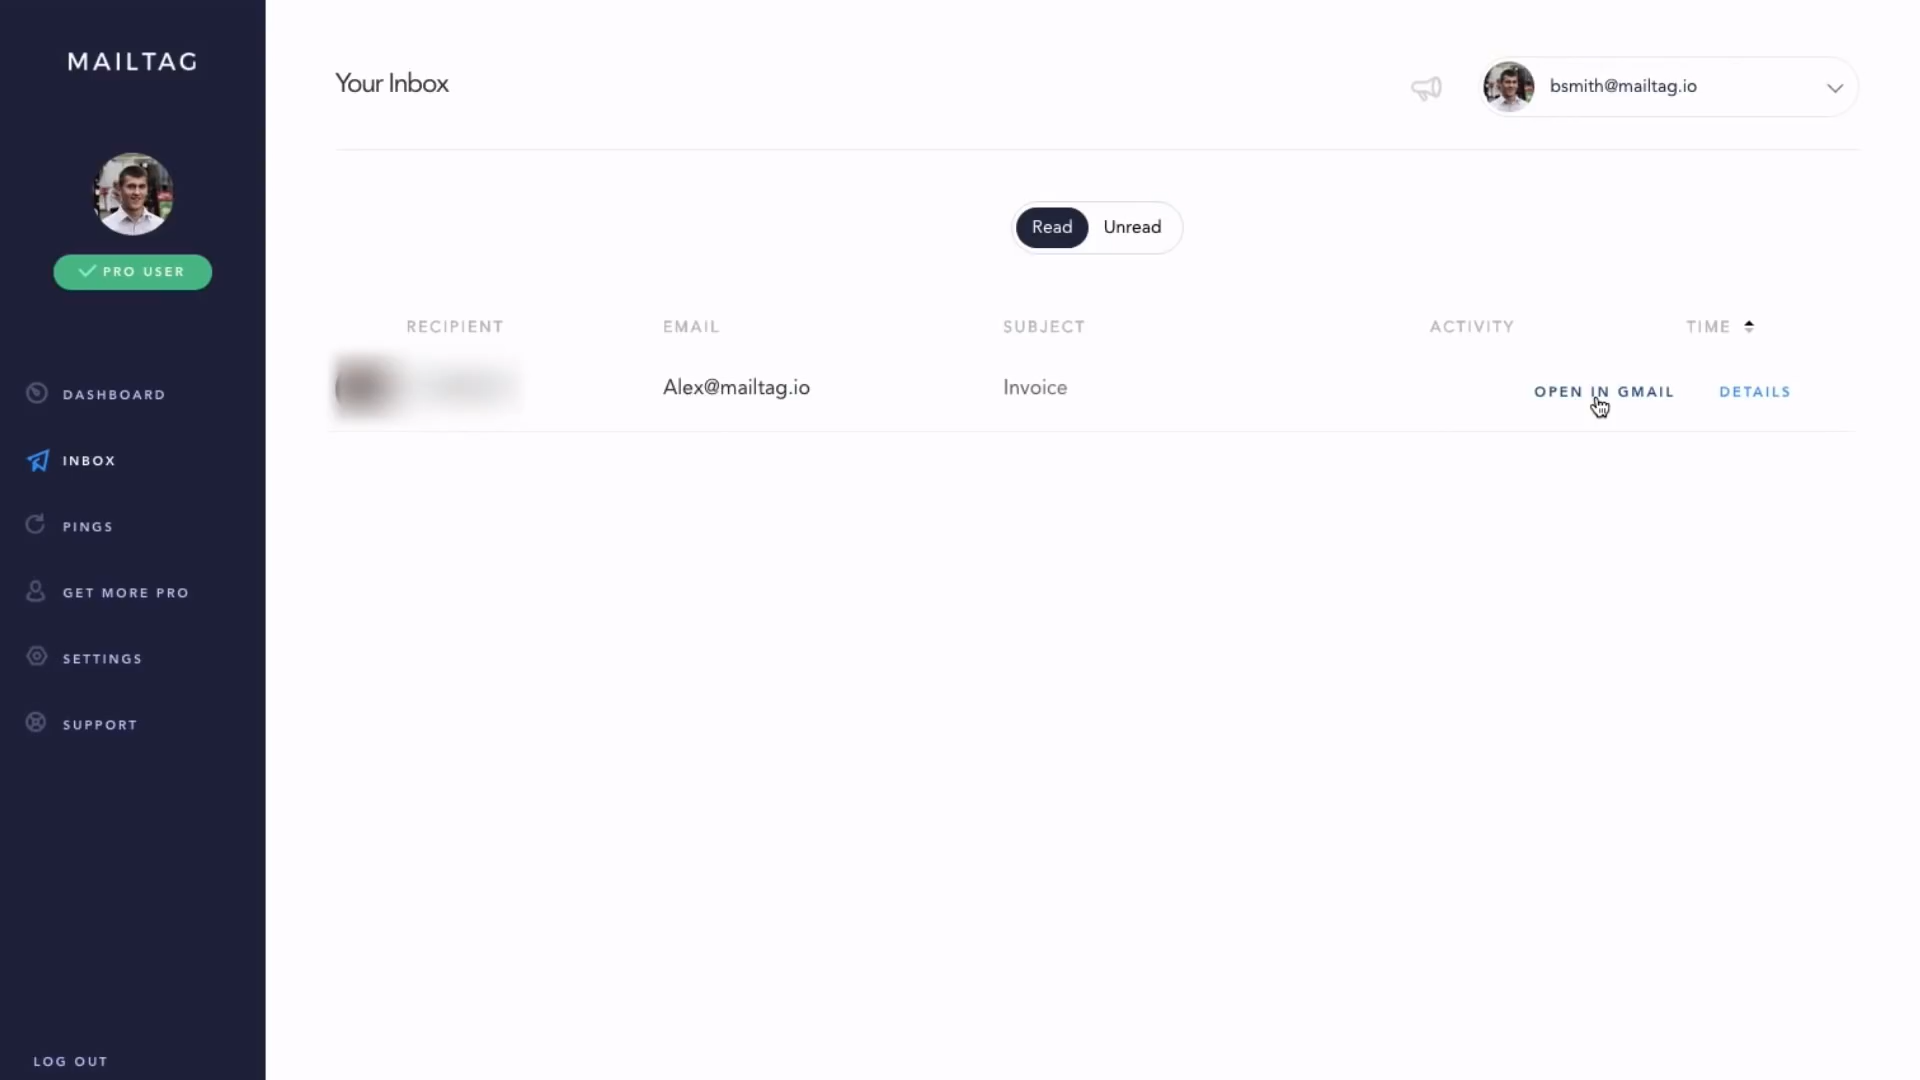 MAILTAG
PRO USER
DASHBOARD
INBOX
PINGS
GET MORE PRO
SETTINGS
SUPPORT
LOG OUT
Your Inbox
bsmith@mailtag.io
Read Unread
RECIPIENT EMAIL SUBJECT ACTIVITY TIME
Alex@mailtag.io Invoice OPEN IN GMAIL DETAILS